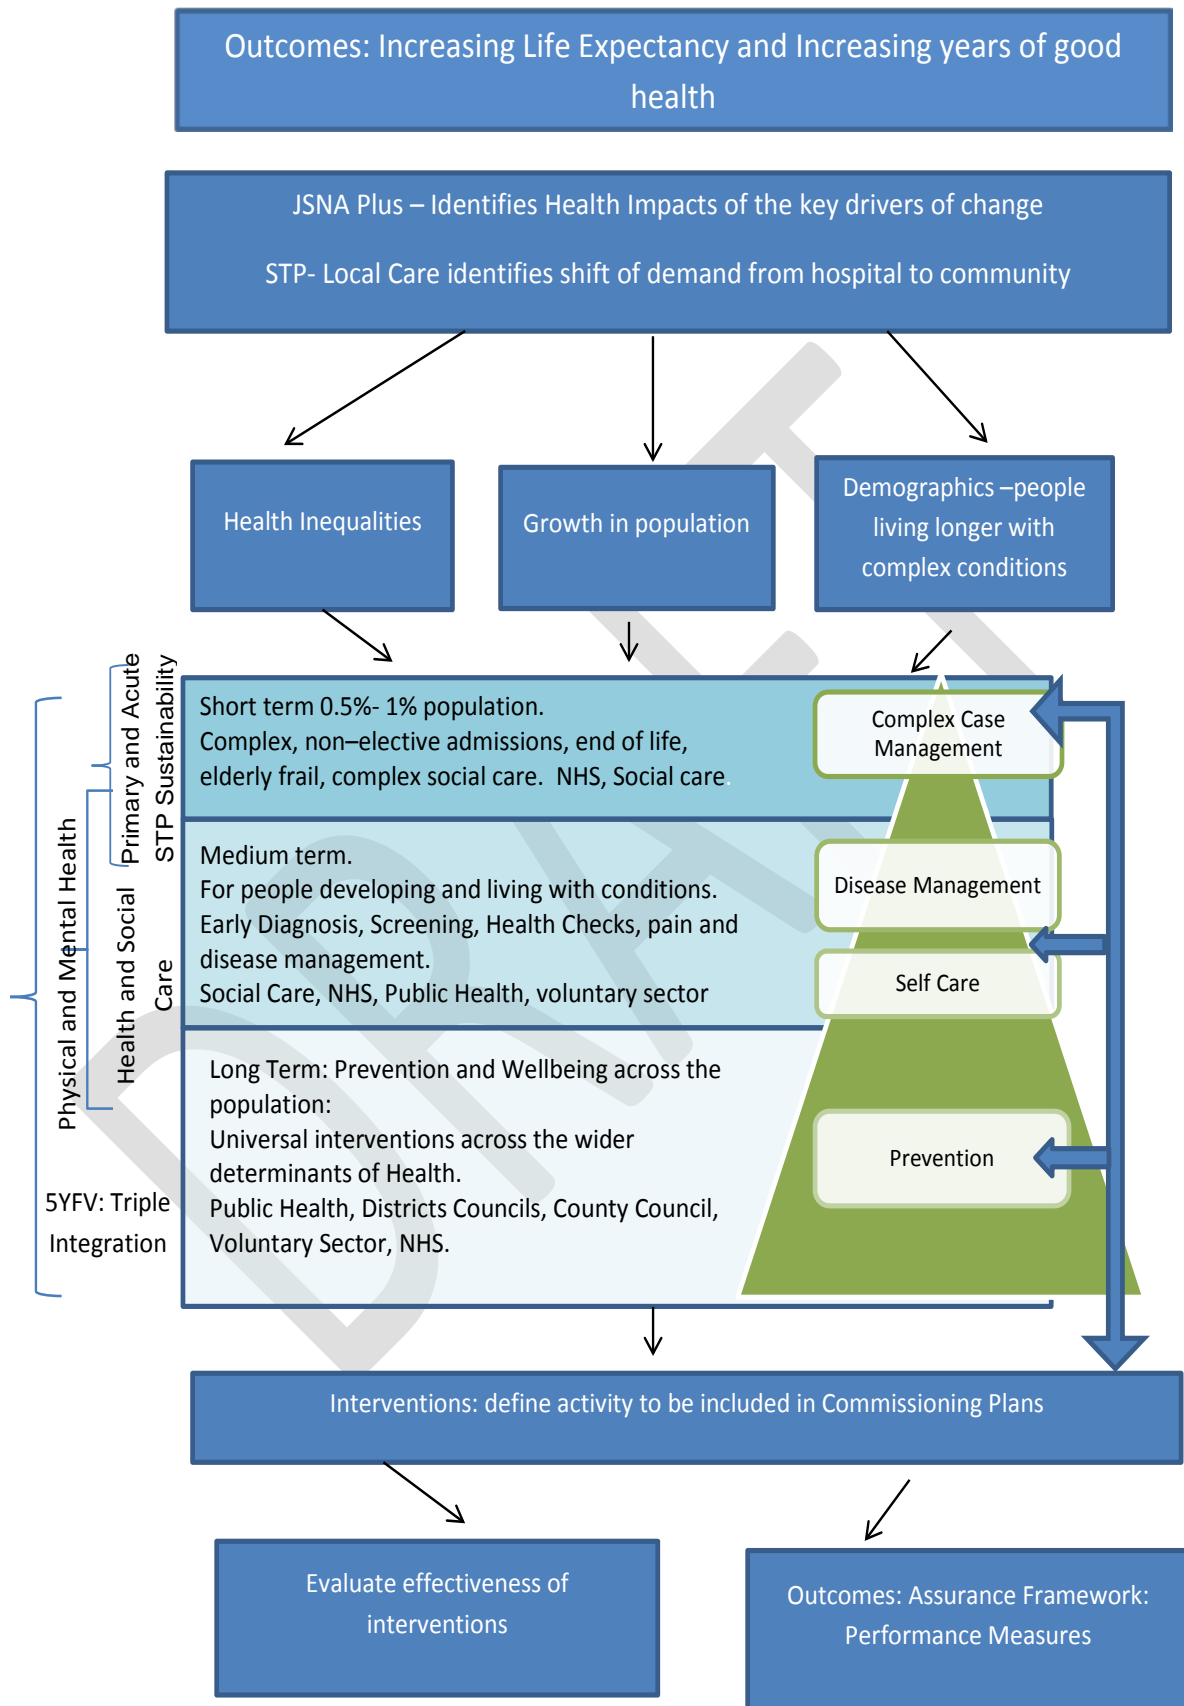 Outcomes: Increasing Life Expectancy and Increasing years of good
health
JSNA Plus – Identifies Health Impacts of the key drivers of change
STP- Local Care identifies shift of demand from hospital to community
Health Inequalities
Growth in population
Demographics –people
living longer with
complex conditions
Primary and Acute
STP Sustainability
Physical and Mental Health
Health and Social
Care
5YFV: Triple
Integration
Short term 0.5%- 1% population.
Complex, non–elective admissions, end of life,
elderly frail, complex social care.  NHS, Social care.
Complex Case
Management
Medium term.
For people developing and living with conditions.
Early Diagnosis, Screening, Health Checks, pain and
disease management.
Social Care, NHS, Public Health, voluntary sector
Disease Management
Self Care
Long Term: Prevention and Wellbeing across the
population:
Universal interventions across the wider
determinants of Health.
Public Health, Districts Councils, County Council,
Voluntary Sector, NHS.
Prevention
Interventions: define activity to be included in Commissioning Plans
Evaluate effectiveness of
interventions
Outcomes: Assurance Framework:
Performance Measures
DRAFT